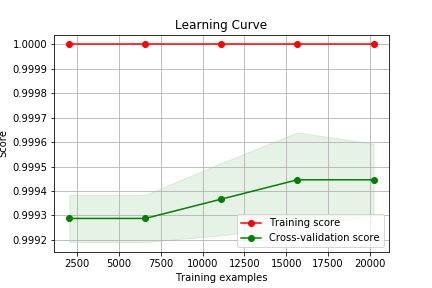 Learning Curve
1.0000
0.9999
0.9998
0.9997
0.9996
0.9995
0.9994
0.9993
0.9992
Score
Training score
Cross-validation score
2500 5000 7500 10000 12500 15000 17500 20000
Training examples